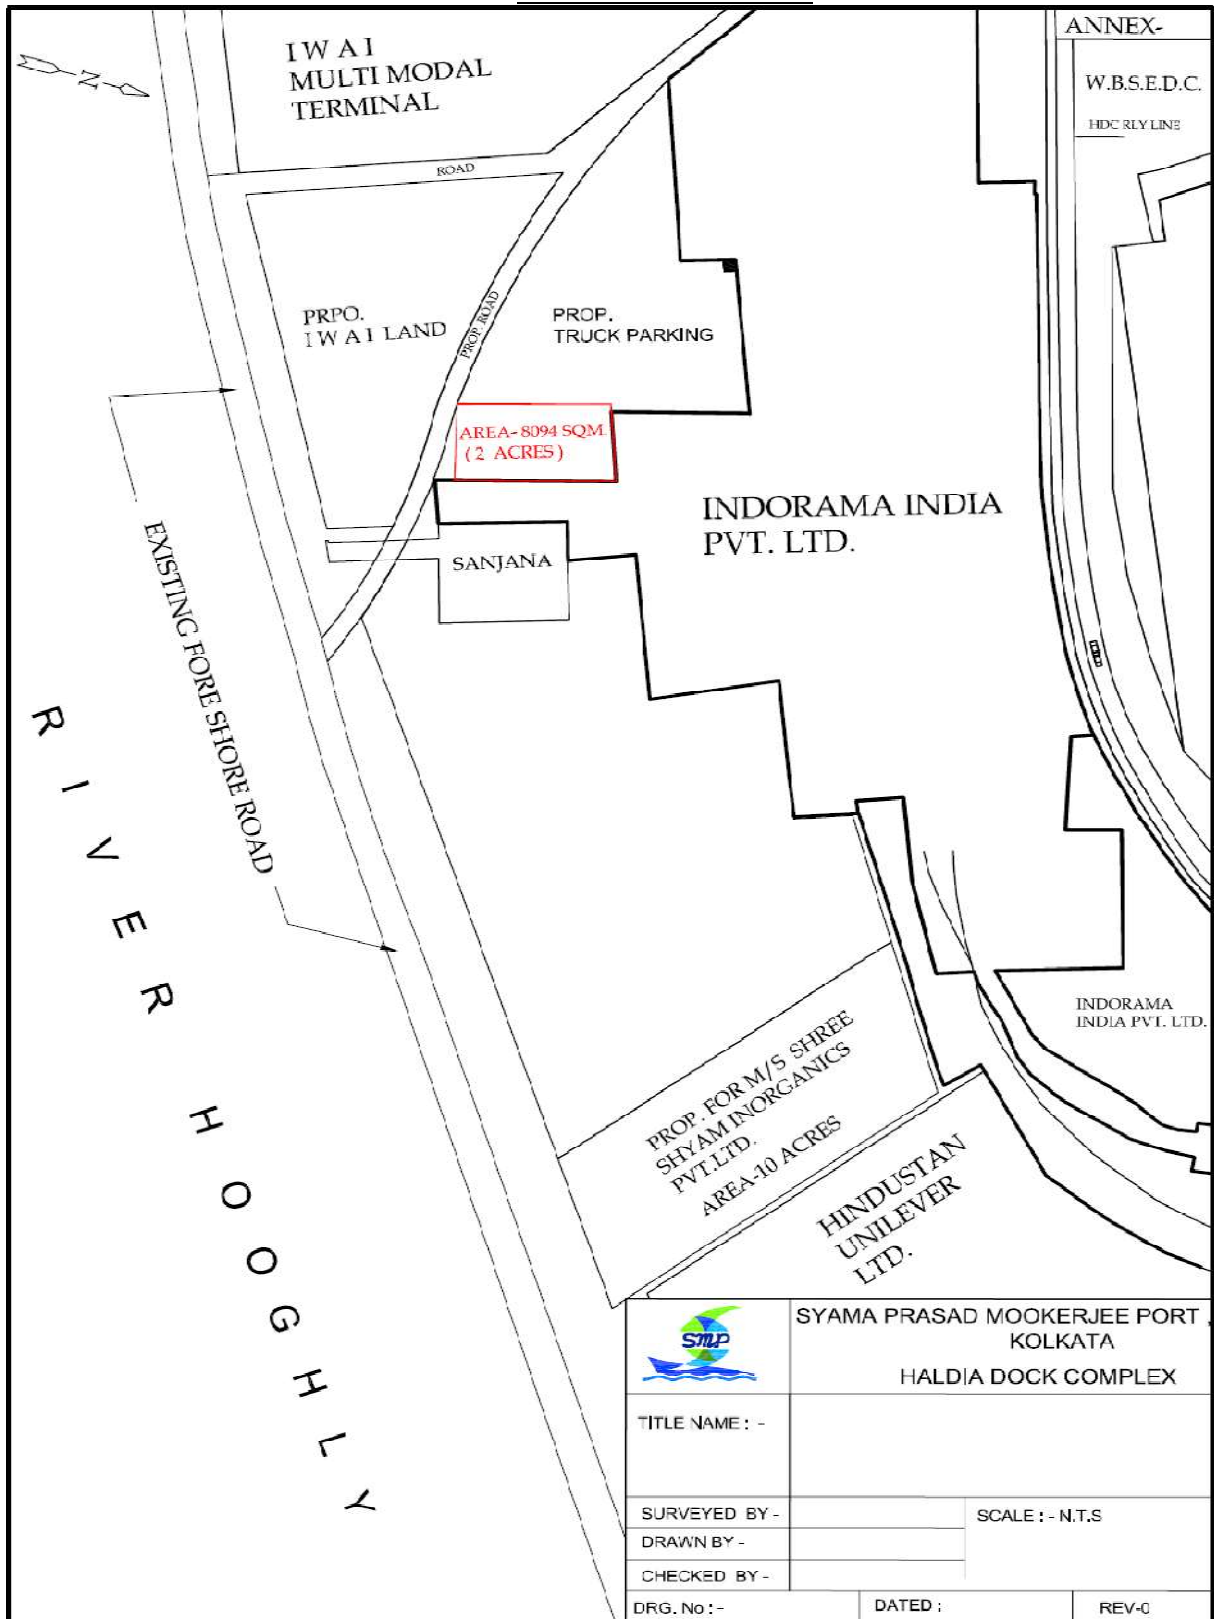 ANNEX-
I W A I
MULTI MODAL
TERMINAL
W.B.S.E.D.C.
HDC RLY LINE
N
ROAD
PRPO.
I W A I LAND
PROP. ROAD
PROP.
TRUCK PARKING
AREA- 8094 SQM.
( 2 ACRES )
INDORAMA INDIA
PVT. LTD.
SANJANA
EXISTING FORE SHORE ROAD
RIVER HOOGHLY
INDORAMA
INDIA PVT. LTD.
PROP. FOR M/S SHREE
SHYAM INORGANICS
PVT.LTD.
AREA-10 ACRES
HINDUSTAN
UNILEVER
LTD.
SMP
SYAMA PRASAD MOOKERJEE PORT ,
KOLKATA
HALDIA DOCK COMPLEX
TITLE NAME : -
SURVEYED BY -
SCALE : - N.T.S
DRAWN BY -
CHECKED BY -
DRG. No :-
DATED :
REV-0